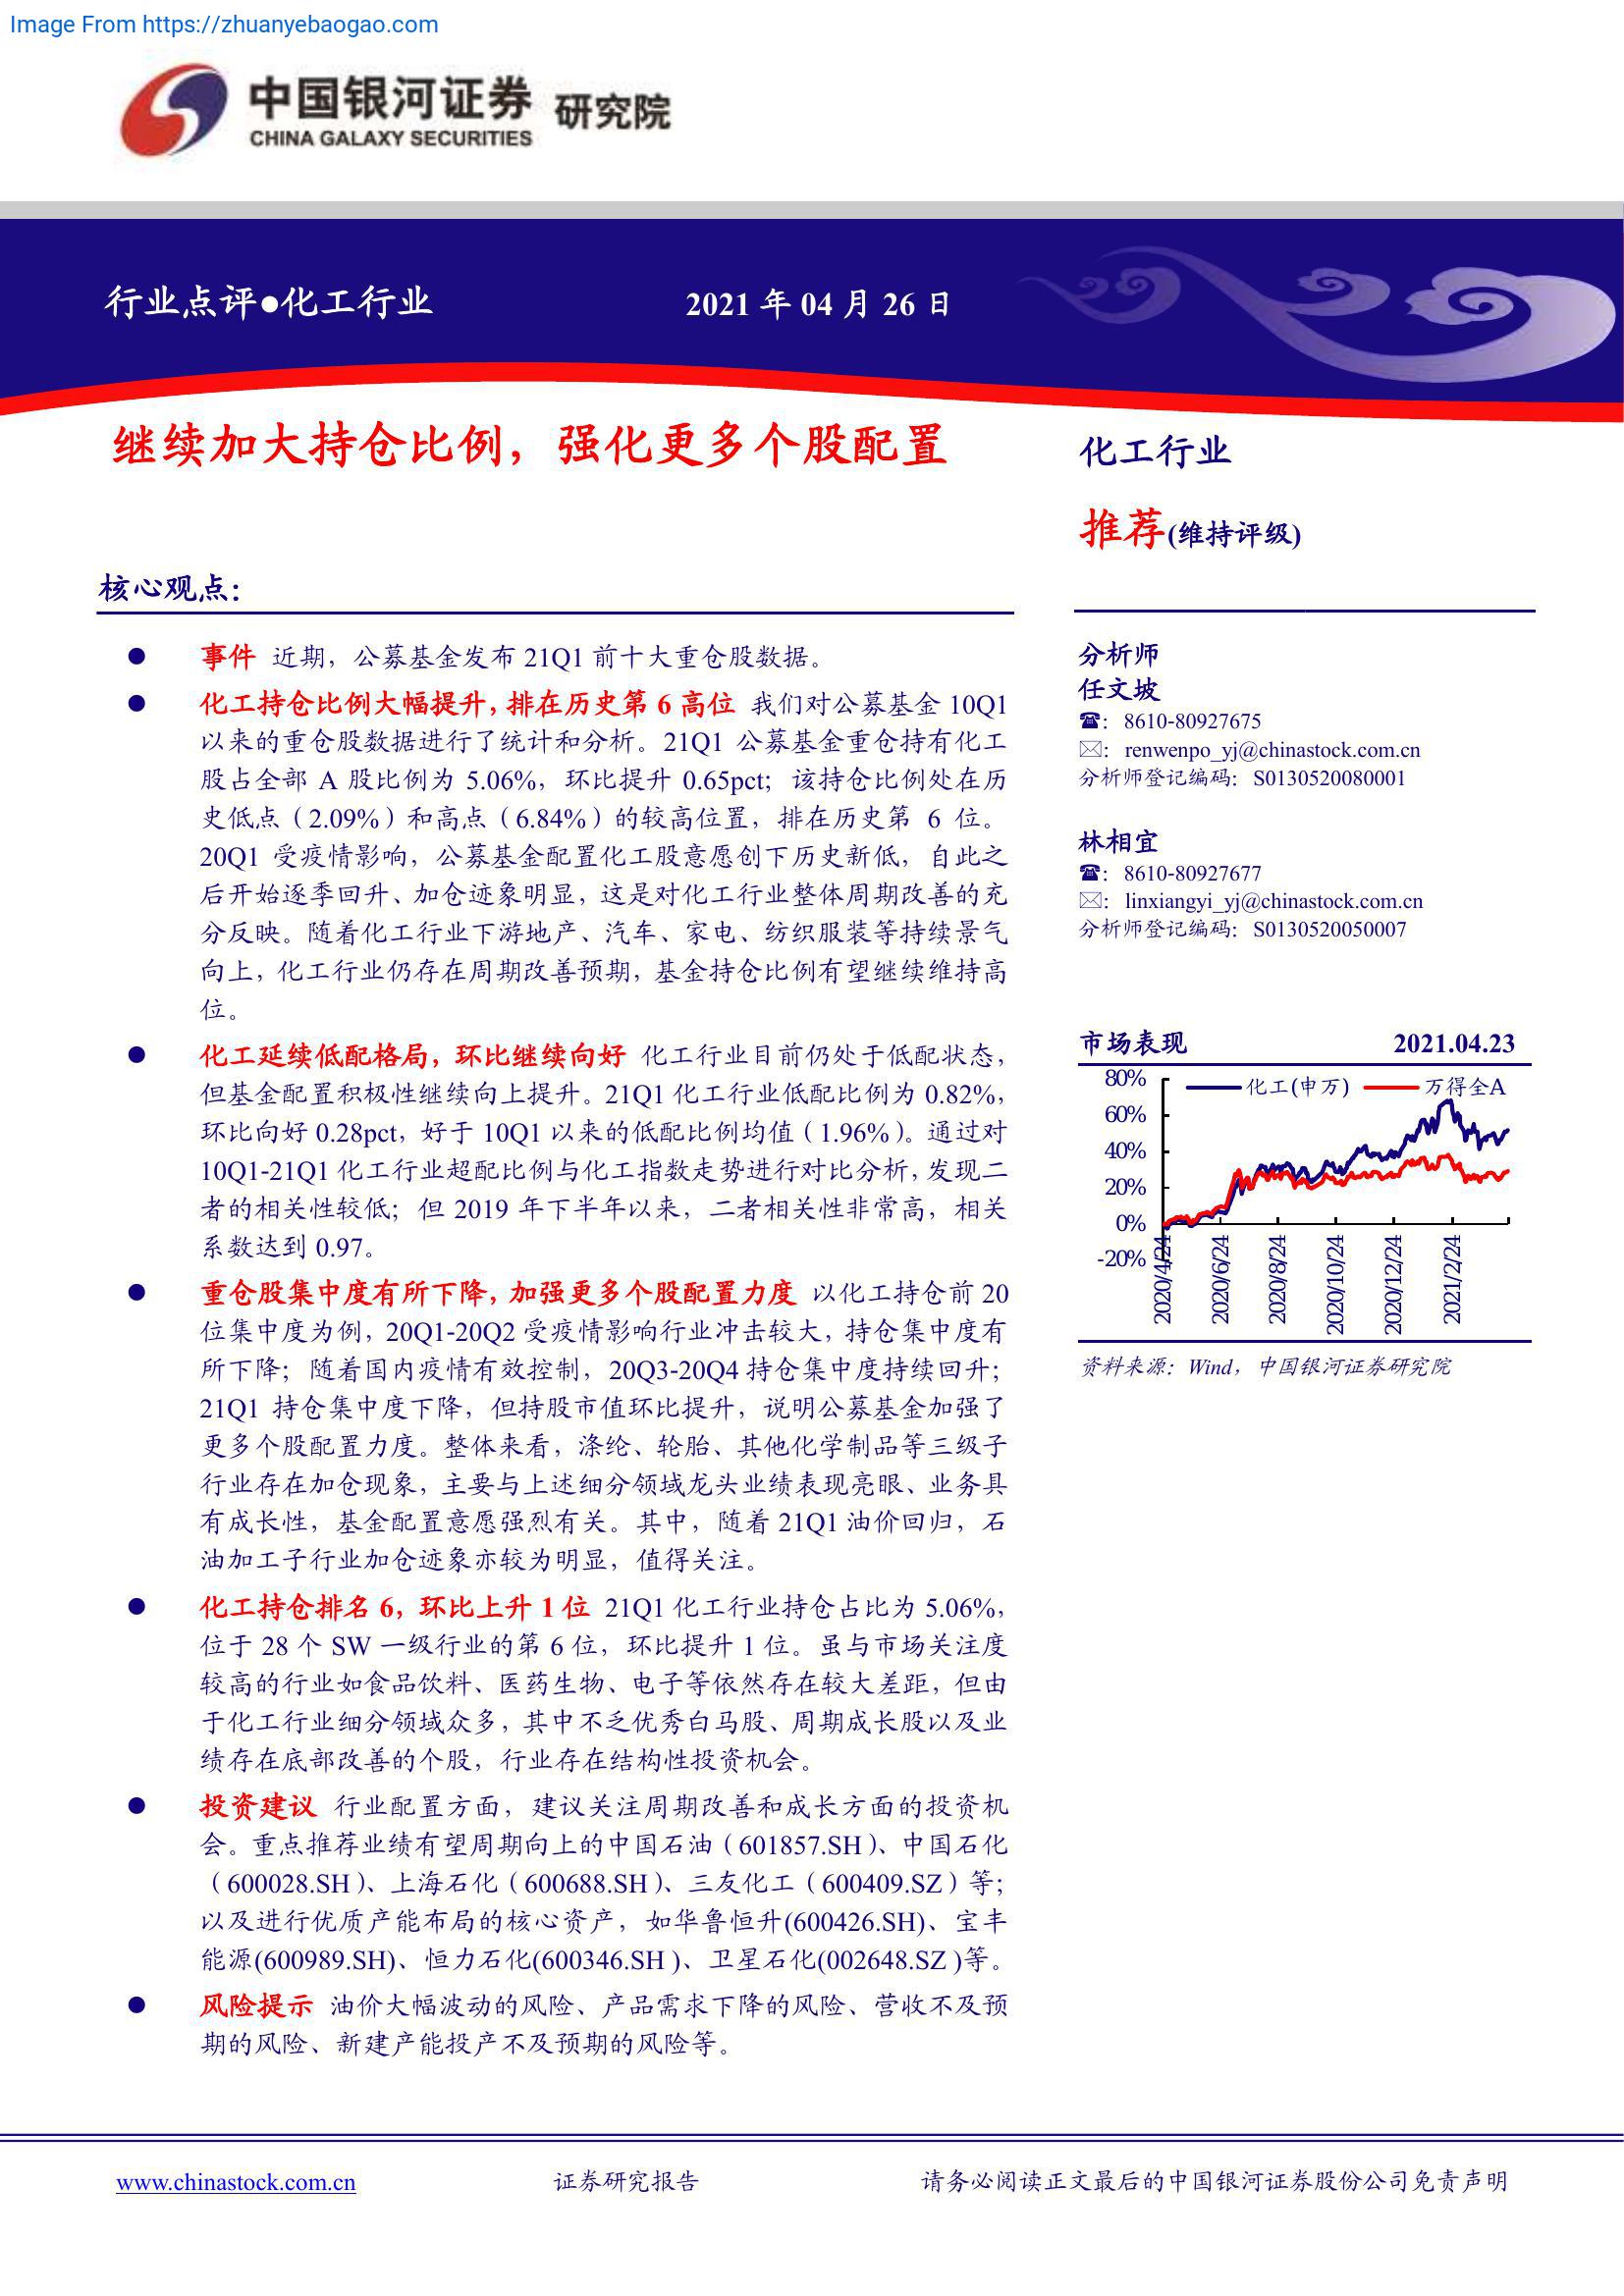 Image From https://zhuanyebaogao.com
中国银河证券 研究院
CHINA GALAXY SECURITIES
行业点评●化工行业
2021 年 04 月 26 日
继续加大持仓比例，强化更多个股配置
核心观点：
● 事件 近期，公募基金发布 21Q1 前十大重仓股数据。
● 化工持仓比例大幅提升，排在历史第 6 高位 我们对公募基金 10Q1
以来的重仓股数据进行了统计和分析。21Q1 公募基金重仓持有化工
股占全部 A 股比例为 5.06%，环比提升 0.65pct；该持仓比例处在历
史低点（2.09%）和高点（6.84%）的较高位置，排在历史第 6 位。
20Q1 受疫情影响，公募基金配置化工股意愿创下历史新低，自此之
后开始逐季回升、加仓迹象明显，这是对化工行业整体周期改善的充
分反映。随着化工行业下游地产、汽车、家电、纺织服装等持续景气
向上，化工行业仍存在周期改善预期，基金持仓比例有望继续维持高
位。
● 化工延续低配格局，环比继续向好 化工行业目前仍处于低配状态，
但基金配置积极性继续向上提升。21Q1 化工行业低配比例为 0.82%，
环比向好 0.28pct，好于 10Q1 以来的低配比例均值（1.96%）。通过对
10Q1-21Q1 化工行业超配比例与化工指数走势进行对比分析，发现二
者的相关性较低；但 2019 年下半年以来，二者相关性非常高，相关
系数达到 0.97。
● 重仓股集中度有所下降，加强更多个股配置力度 以化工持仓前 20
位集中度为例，20Q1-20Q2 受疫情影响行业冲击较大，持仓集中度有
所下降；随着国内疫情有效控制，20Q3-20Q4 持仓集中度持续回升；
21Q1 持仓集中度下降，但持股市值环比提升，说明公募基金加强了
更多个股配置力度。整体来看，涤纶、轮胎、其他化学制品等三级子
行业存在加仓现象，主要与上述细分领域龙头业绩表现亮眼、业务具
有成长性，基金配置意愿强烈有关。其中，随着 21Q1 油价回归，石
油加工子行业加仓迹象亦较为明显，值得关注。
● 化工持仓排名 6，环比上升 1 位 21Q1 化工行业持仓占比为 5.06%，
位于 28 个 SW 一级行业的第 6 位，环比提升 1 位。虽与市场关注度
较高的行业如食品饮料、医药生物、电子等依然存在较大差距，但由
于化工行业细分领域众多，其中不乏优秀白马股、周期成长股以及业
绩存在底部改善的个股，行业存在结构性投资机会。
● 投资建议 行业配置方面，建议关注周期改善和成长方面的投资机
会。重点推荐业绩有望周期向上的中国石油（601857.SH）、中国石化
（600028.SH）、上海石化（600688.SH）、三友化工（600409.SZ）等；
以及进行优质产能布局的核心资产，如华鲁恒升(600426.SH)、宝丰
能源(600989.SH)、恒力石化(600346.SH )、卫星石化(002648.SZ )等。
● 风险提示 油价大幅波动的风险、产品需求下降的风险、营收不及预
期的风险、新建产能投产不及预期的风险等。
化工行业
推荐(维持评级)
分析师
任文坡
☎：8610-80927675
✉：renwenpo_yj@chinastock.com.cn
分析师登记编码：S0130520080001
林相宜
☎：8610-80927677
✉：linxiangyi_yj@chinastock.com.cn
分析师登记编码：S0130520050007
市场表现 2021.04.23
化工(申万) 万得全A
80%
60%
40%
20%
0%
-20%
2020/4/24
2020/6/24
2020/8/24
2020/10/24
2020/12/24
2021/2/24
资料来源：Wind，中国银河证券研究院
www.chinastock.com.cn
证券研究报告
请务必阅读正文最后的中国银河证券股份公司免责声明